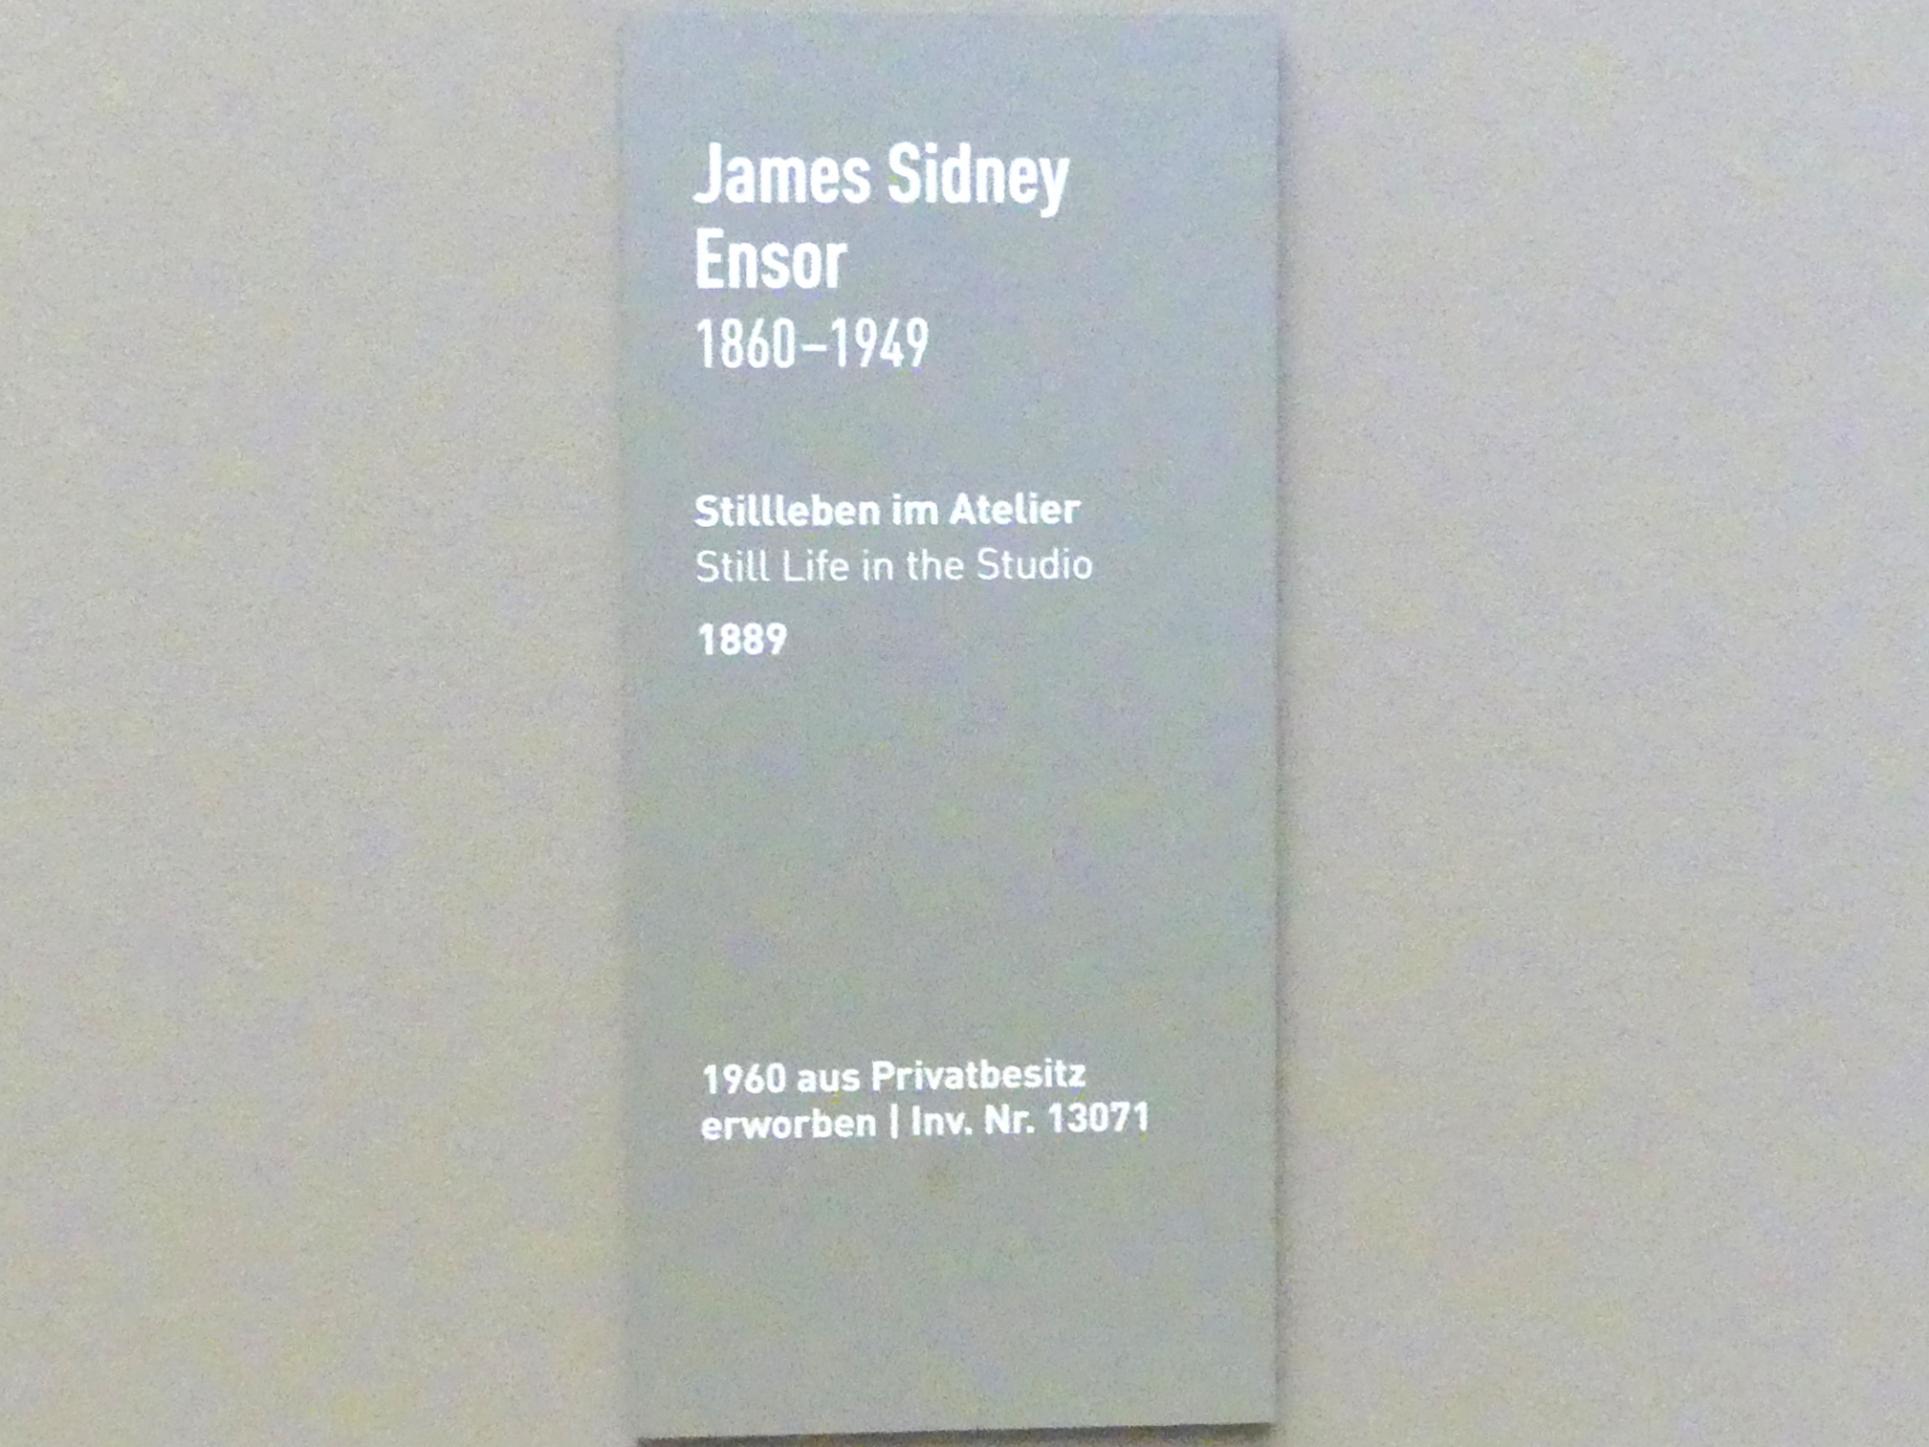 James Sidney
Ensor
1860–1949
Stillleben im Atelier
Still Life in the Studio
1889
1960 aus Privatbesitz
erworben | Inv. Nr. 13071